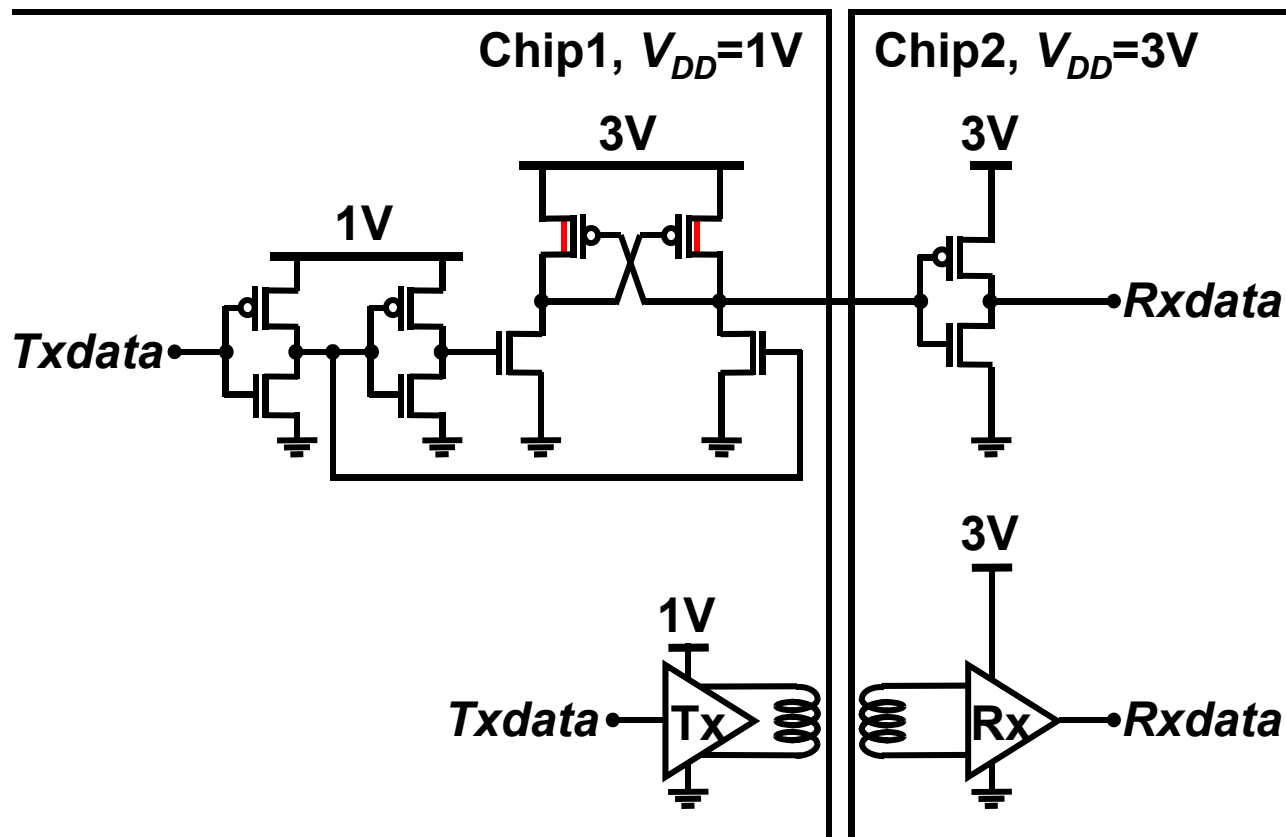 Chip1, VDD=1V
Chip2, VDD=3V
3V
3V
1V
Txdata
Rxdata
3V
1V
Txdata
Tx
Rx
Rxdata